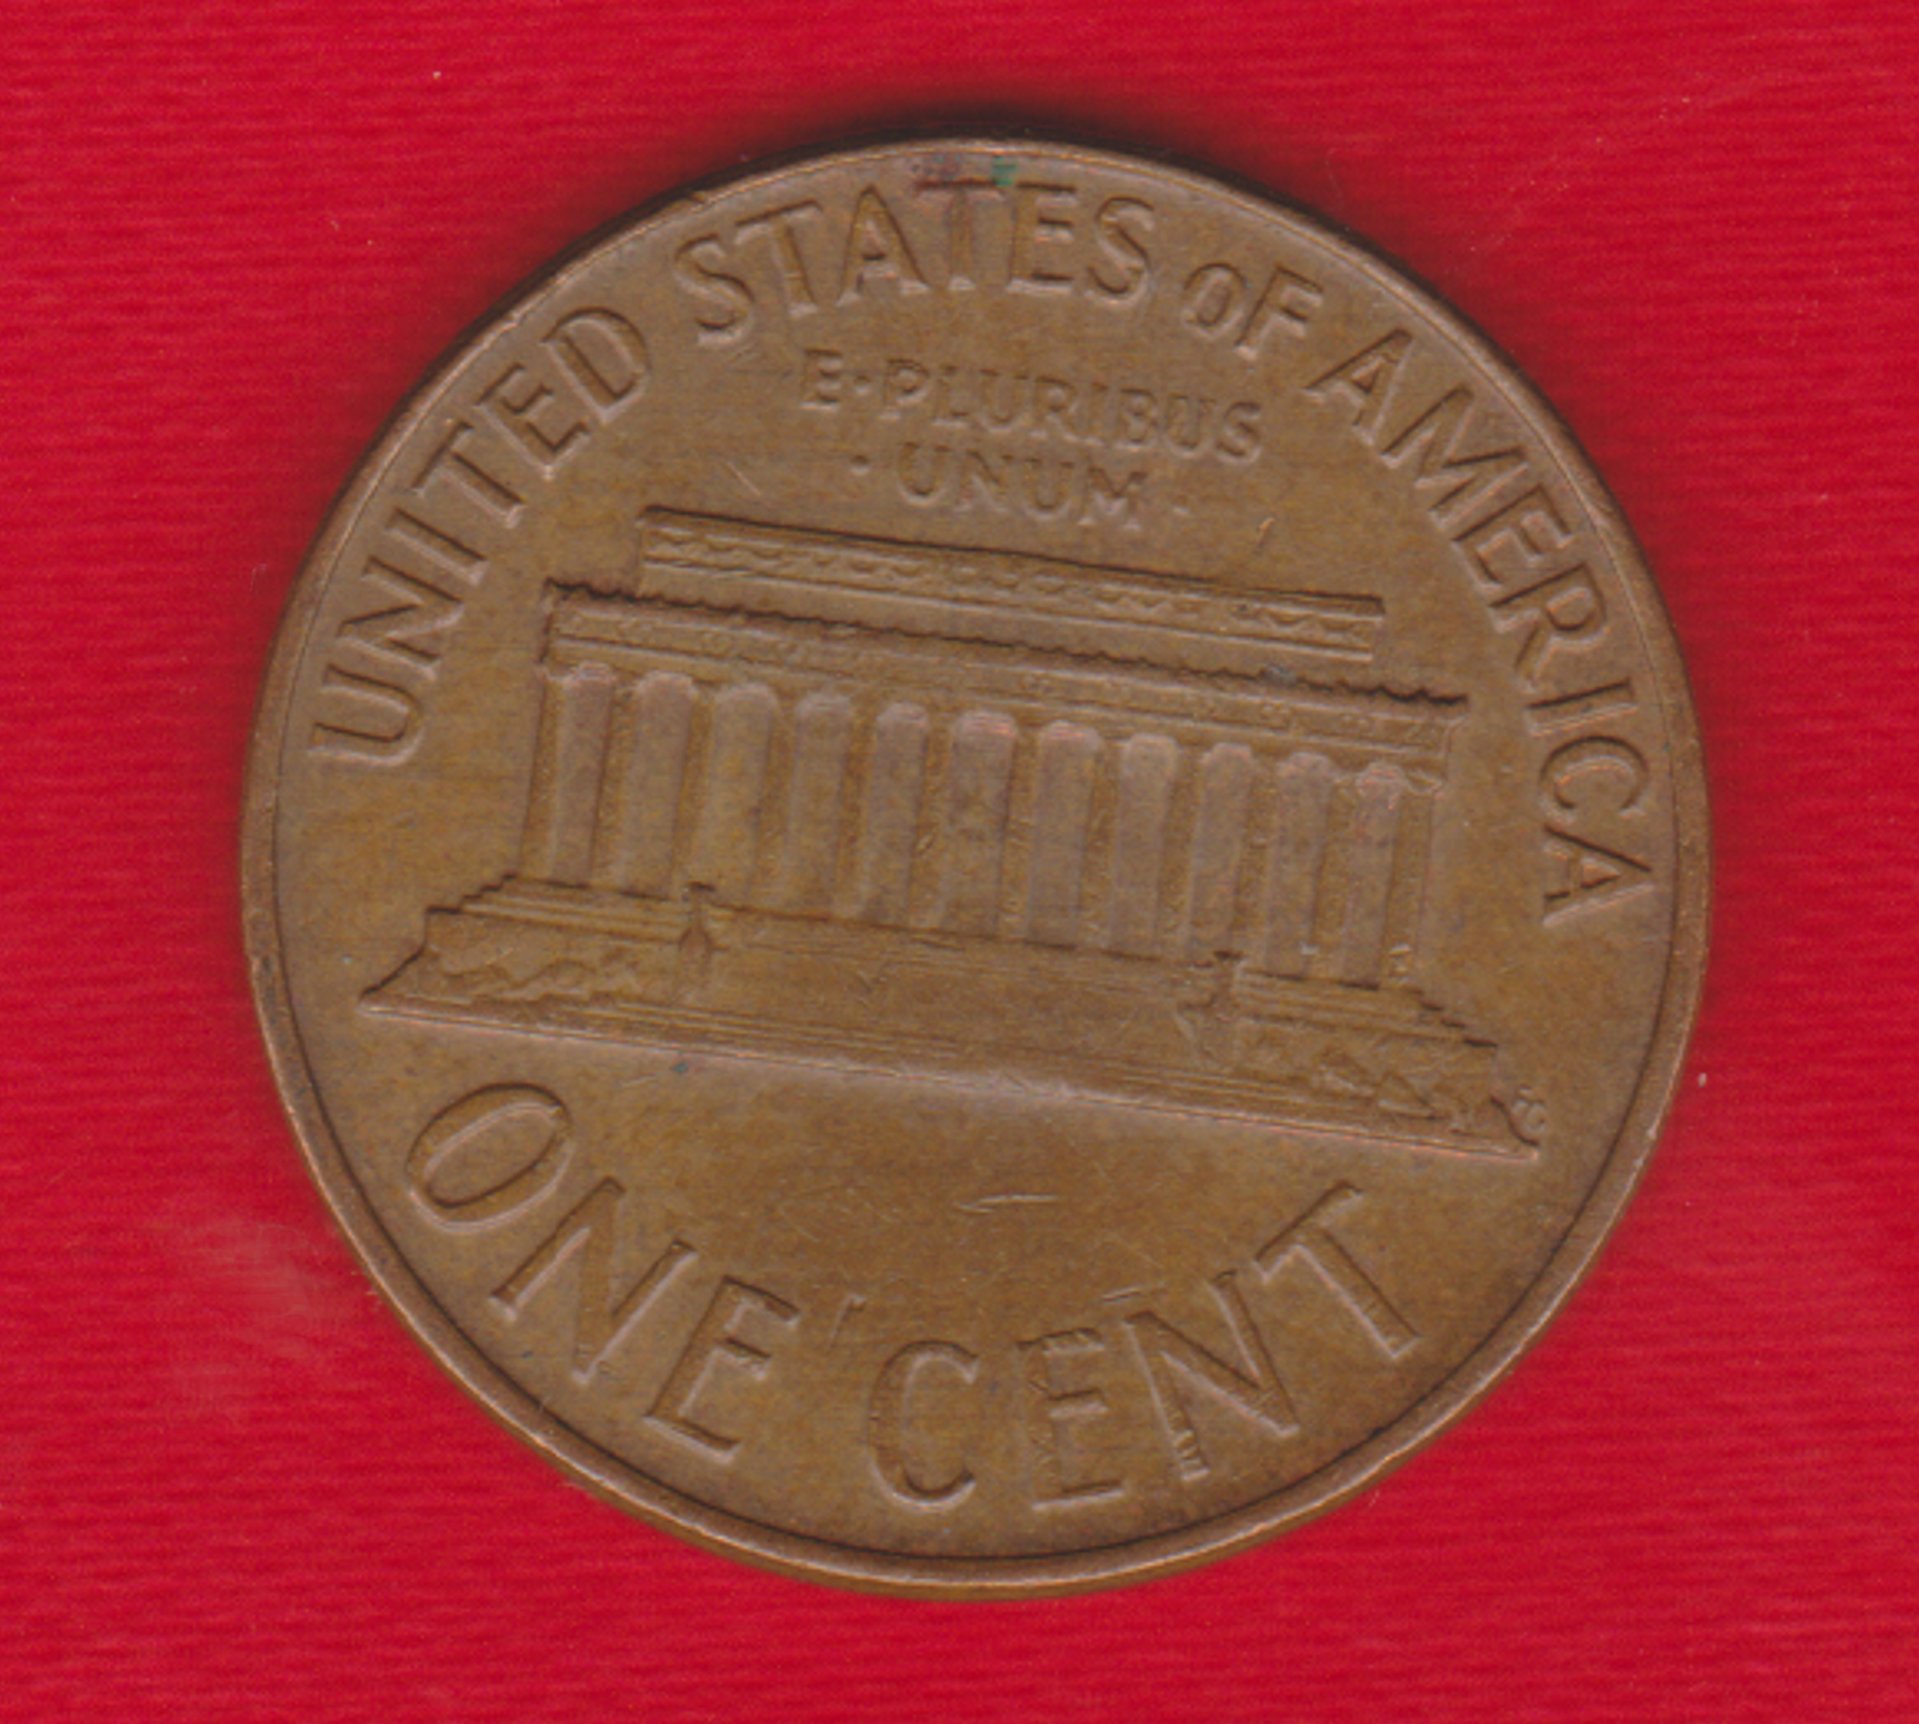 UNITED STATES OF AMERICA
E·PLURIBUS
·UNUM·
ONE CENT